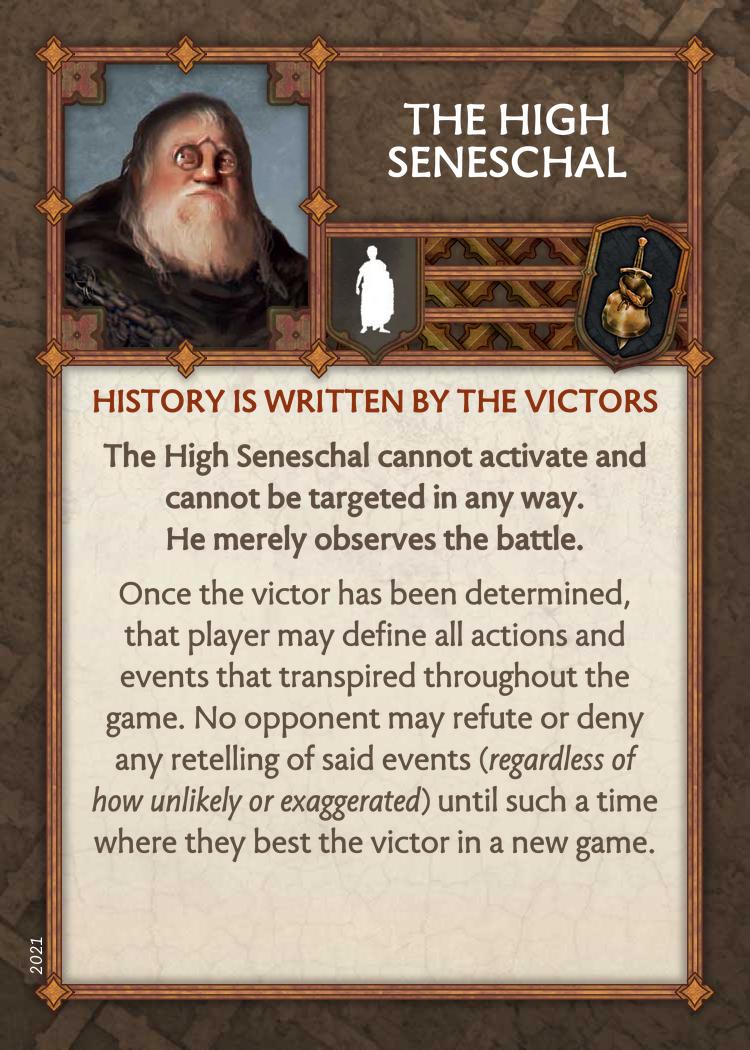 THE HIGH
SENESCHAL
HISTORY IS WRITTEN BY THE VICTORS
The High Seneschal cannot activate and
cannot be targeted in any way.
He merely observes the battle.
Once the victor has been determined,
that player may define all actions and
events that transpired throughout the
game. No opponent may refute or deny
any retelling of said events (regardless of
how unlikely or exaggerated) until such a time
where they best the victor in a new game.
2021